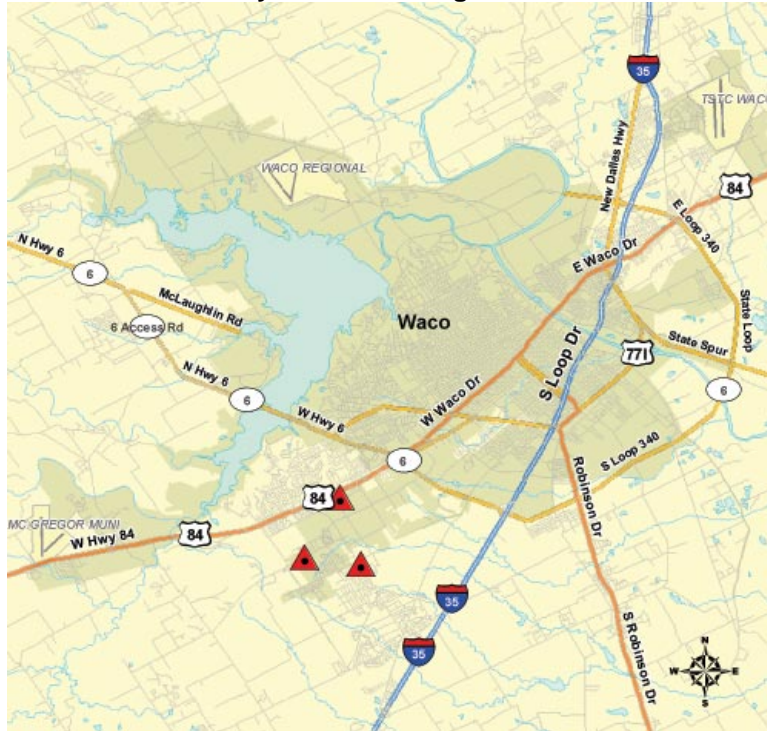 35
TSTC WACO
WACO REGIONAL
New Dallas Hwy
84
E Loop 340
N Hwy 6
E Waco Dr
6
McLaughlin Rd
State Loop
Waco
6 Access Rd
State Spur
771
S Loop Dr
N Hwy 6
W Waco Dr
6
6
W Hwy 6
S Loop 340
6
Robinson Dr
84
MC GREGOR MUNI
84
W Hwy 84
35
35
S Robinson Dr
N
W
E
S